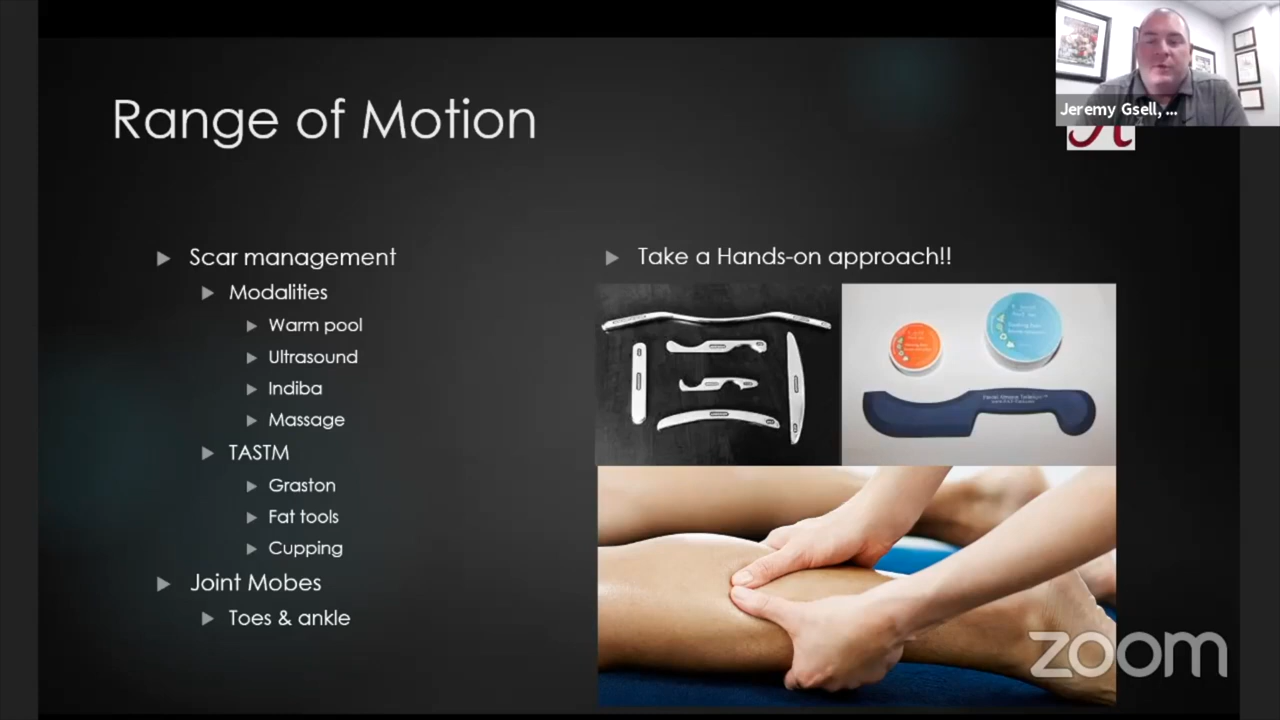 Range of Motion
Jeremy Gsell, ...
Scar management
Modalities
Warm pool
Ultrasound
Indiba
Massage
TASTM
Graston
Fat tools
Cupping
Joint Mobes
Toes & ankle
Take a Hands-on approach!!
zoom